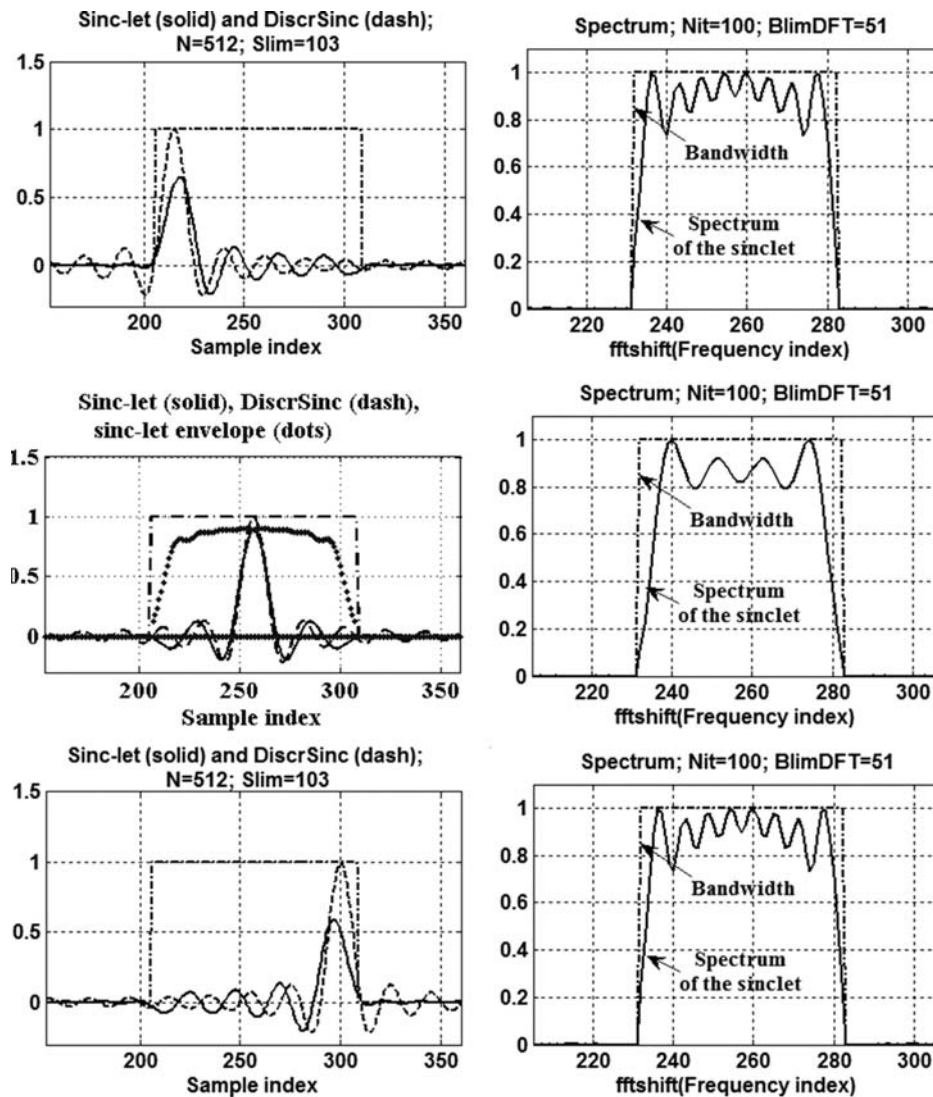 Sinc-let (solid) and DiscrSinc (dash);
N=512; Slim=103
1.5
1
0.5
0
200 250 300 350
Sample index
Spectrum; Nit=100; BlimDFT=51
1
0.8
0.6
0.4
0.2
0
Bandwidth
Spectrum
of the sinclet
220 240 260 280 300
fftshift(Frequency index)
Sinc-let (solid), DiscrSinc (dash),
sinc-let envelope (dots)
1.5
1
0.5
0
200 250 300 350
Sample index
Spectrum; Nit=100; BlimDFT=51
1
0.8
0.6
0.4
0.2
0
Bandwidth
Spectrum
of the sinclet
220 240 260 280 300
fftshift(Frequency index)
Sinc-let (solid) and DiscrSinc (dash);
N=512; Slim=103
1.5
1
0.5
0
200 250 300 350
Sample index
Spectrum; Nit=100; BlimDFT=51
1
0.8
0.6
0.4
0.2
0
Bandwidth
Spectrum
of the sinclet
220 240 260 280 300
fftshift(Frequency index)